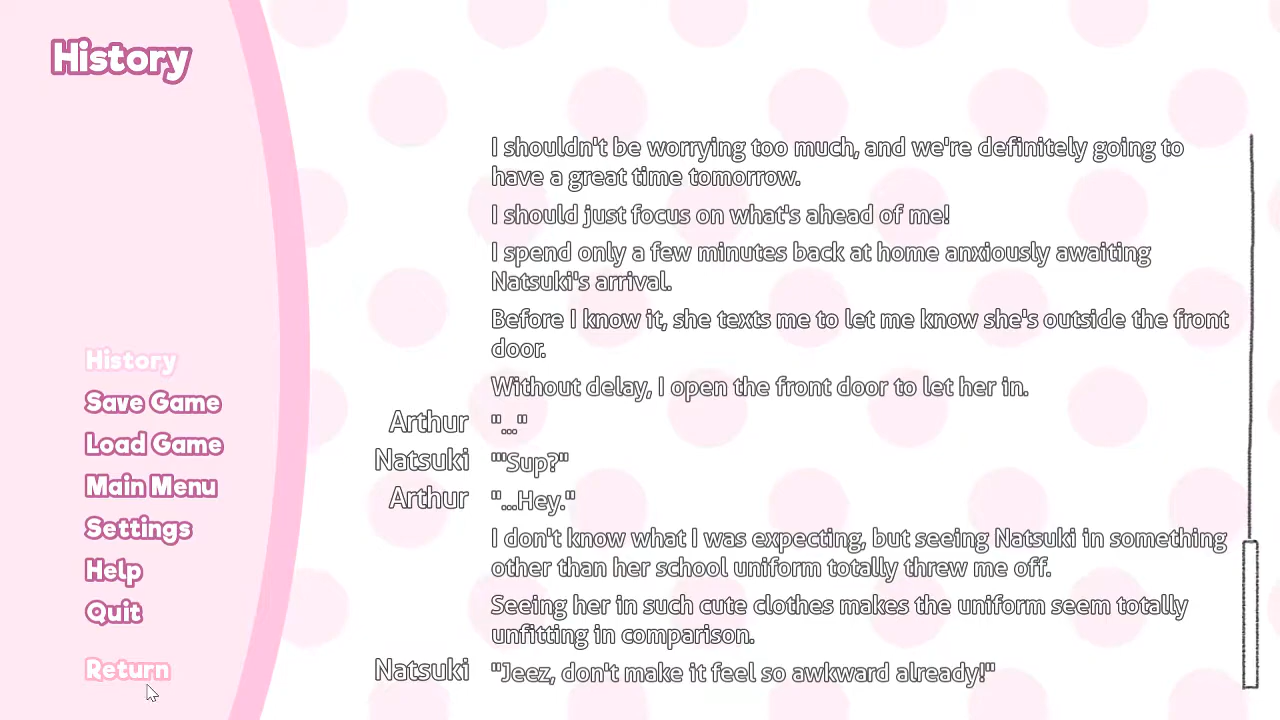 History
I shouldn't be worrying too much, and we're definitely going to
have a great time tomorrow.
I should just focus on what's ahead of me!
I spend only a few minutes back at home anxiously awaiting
Natsuki's arrival.
Before I know it, she texts me to let me know she's outside the front
door.
Without delay, I open the front door to let her in.
Arthur "..."
Natsuki "'Sup?"
Arthur "...Hey."
I don't know what I was expecting, but seeing Natsuki in something
other than her school uniform totally threw me off.
Seeing her in such cute clothes makes the uniform seem totally
unfitting in comparison.
Natsuki "Jeez, don't make it feel so awkward already!"
History
Save Game
Load Game
Main Menu
Settings
Help
Quit
Return